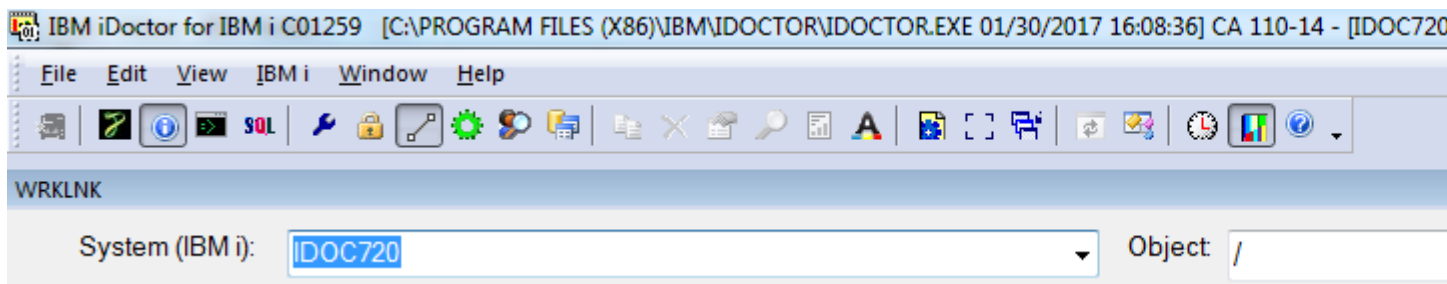 IBM iDoctor for IBM i C01259 [C:\PROGRAM FILES (X86)\IBM\IDOCTOR\IDOCTOR.EXE 01/30/2017 16:08:36] CA 110-14 - [IDOC720
File Edit View IBM i Window Help
SQL A
WRKLNK
System (IBM i): IDOC720 Object: /